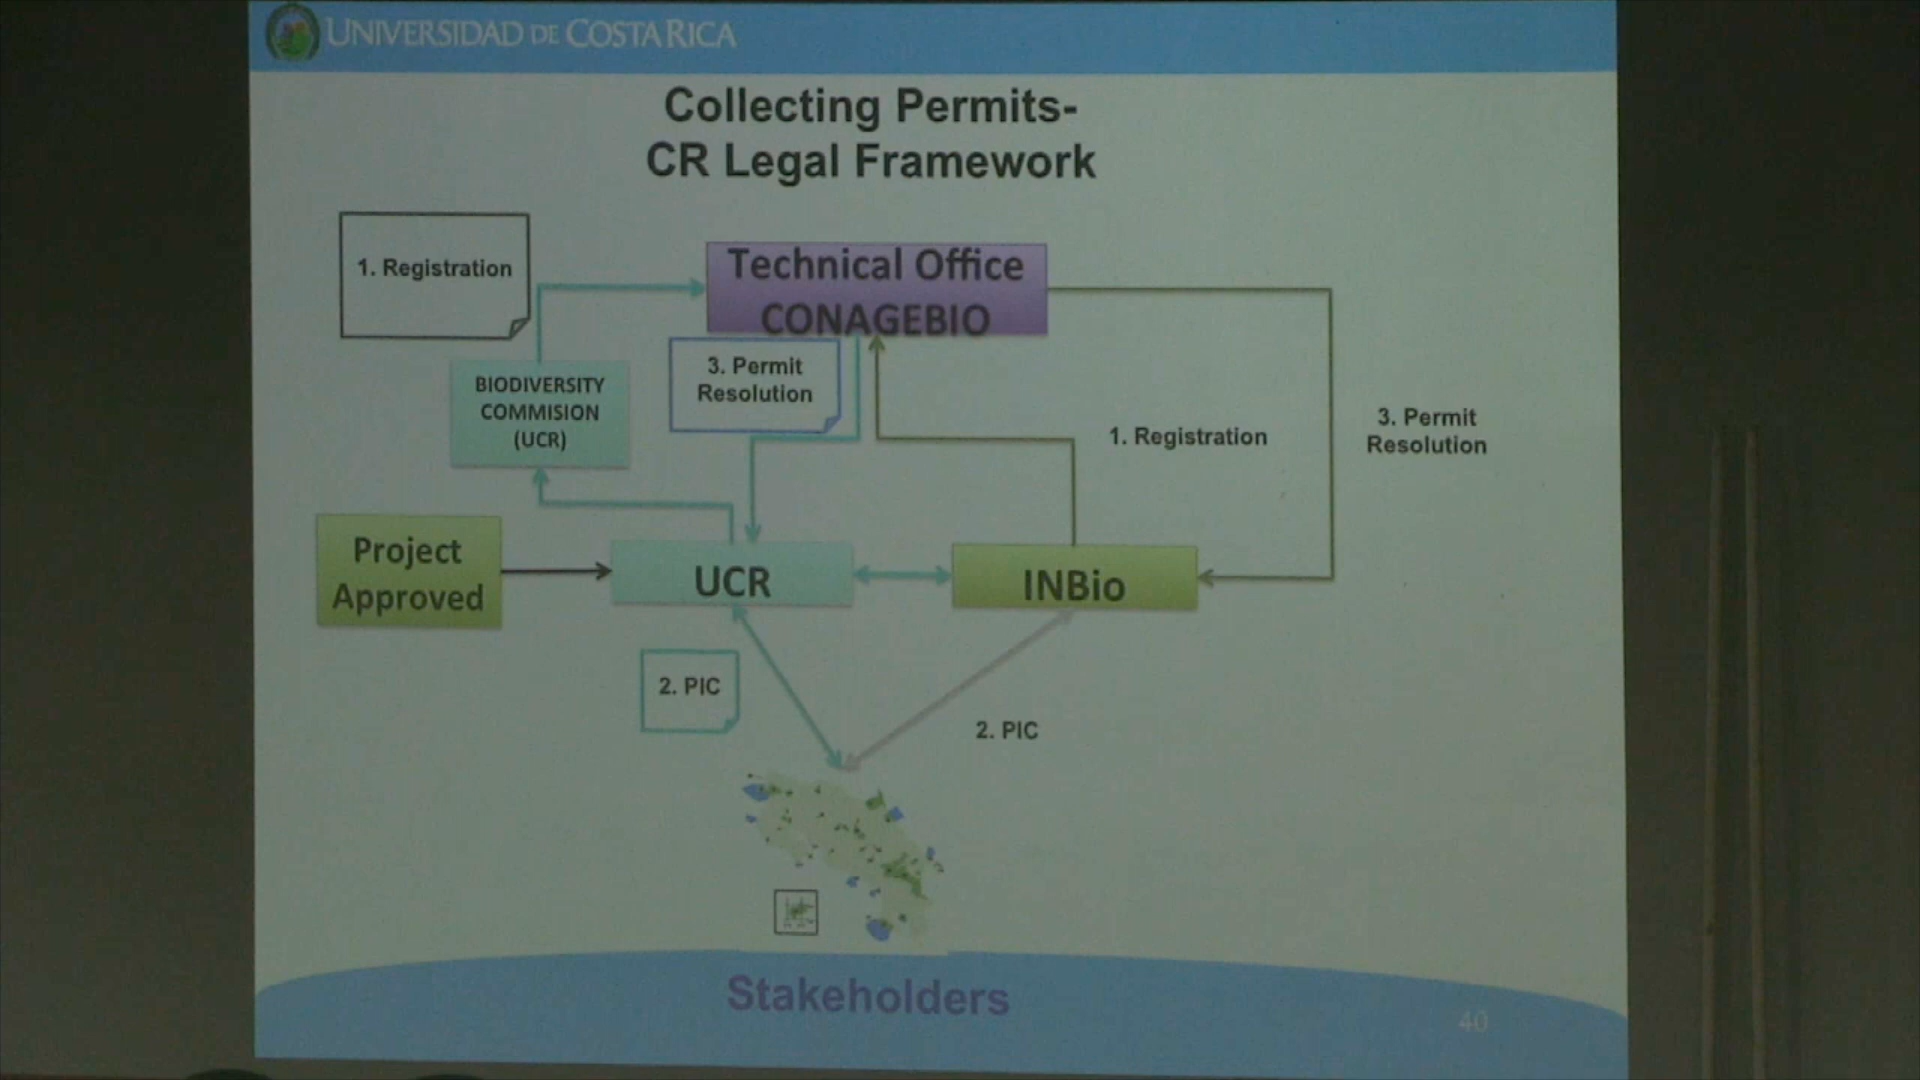 UNIVERSIDAD DE COSTA RICA
Collecting Permits-
CR Legal Framework
1. Registration
Technical Office
CONAGEBIO
3. Permit
Resolution
BIODIVERSITY
COMMISION
(UCR)
1. Registration
3. Permit
Resolution
Project
Approved
UCR
INBio
2. PIC
2. PIC
Stakeholders
40